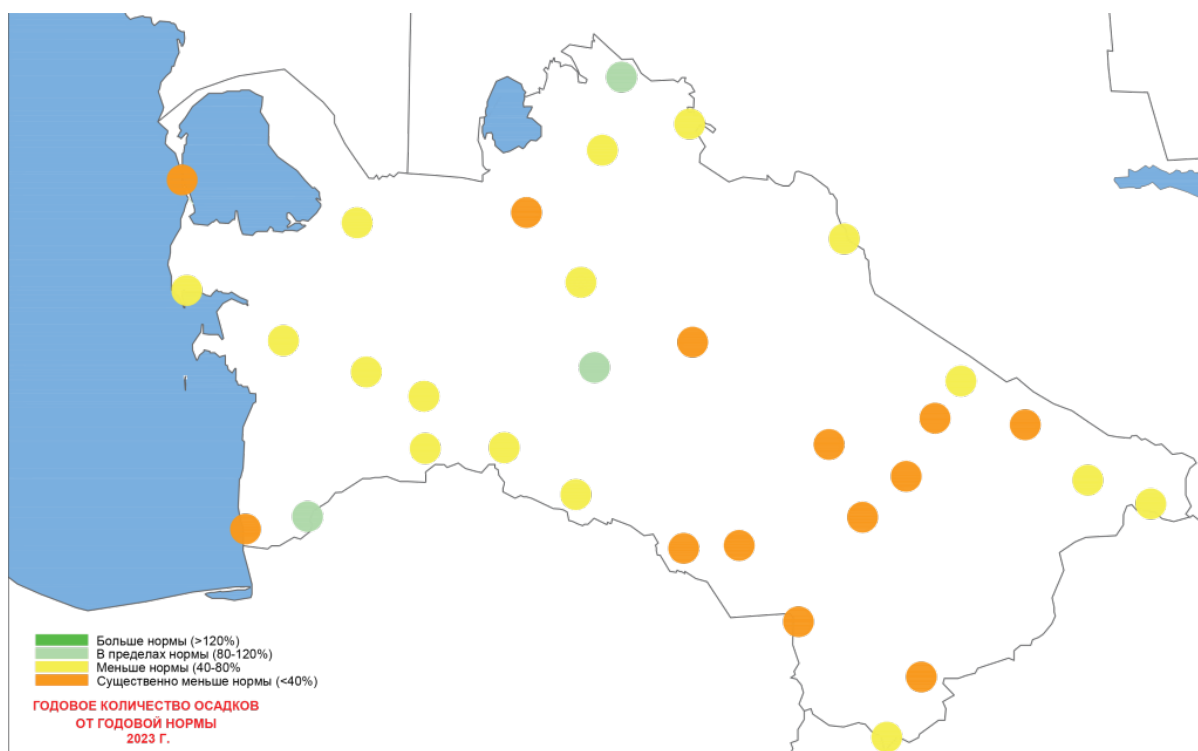 Больше нормы (>120%)
В пределах нормы (80-120%)
Меньше нормы (40-80%
Существенно меньше нормы (<40%)
ГОДОВОЕ КОЛИЧЕСТВО ОСАДКОВ
ОТ ГОДОВОЙ НОРМЫ
2023 Г.